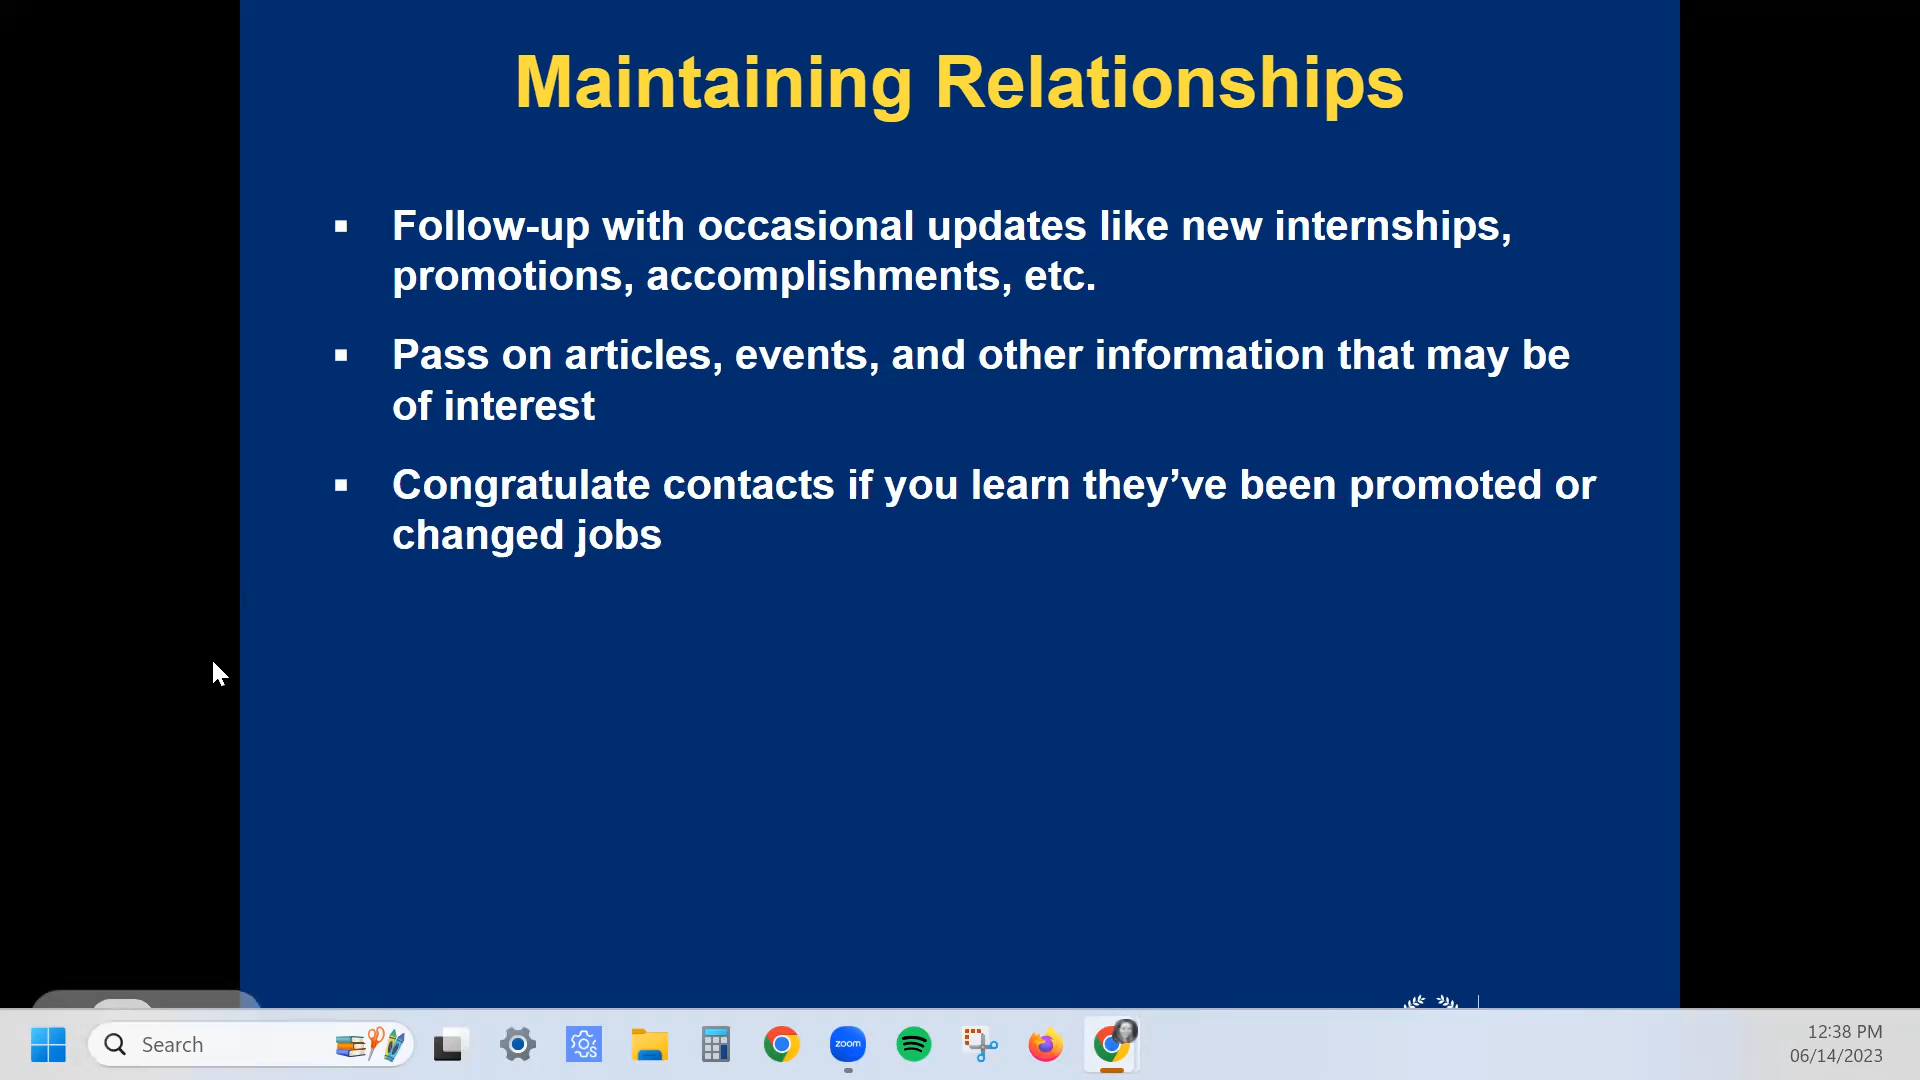 Maintaining Relationships
▪ Follow-up with occasional updates like new internships,
promotions, accomplishments, etc.
▪ Pass on articles, events, and other information that may be
of interest
▪ Congratulate contacts if you learn they’ve been promoted or
changed jobs
Search
zoom
12:38 PM
06/14/2023